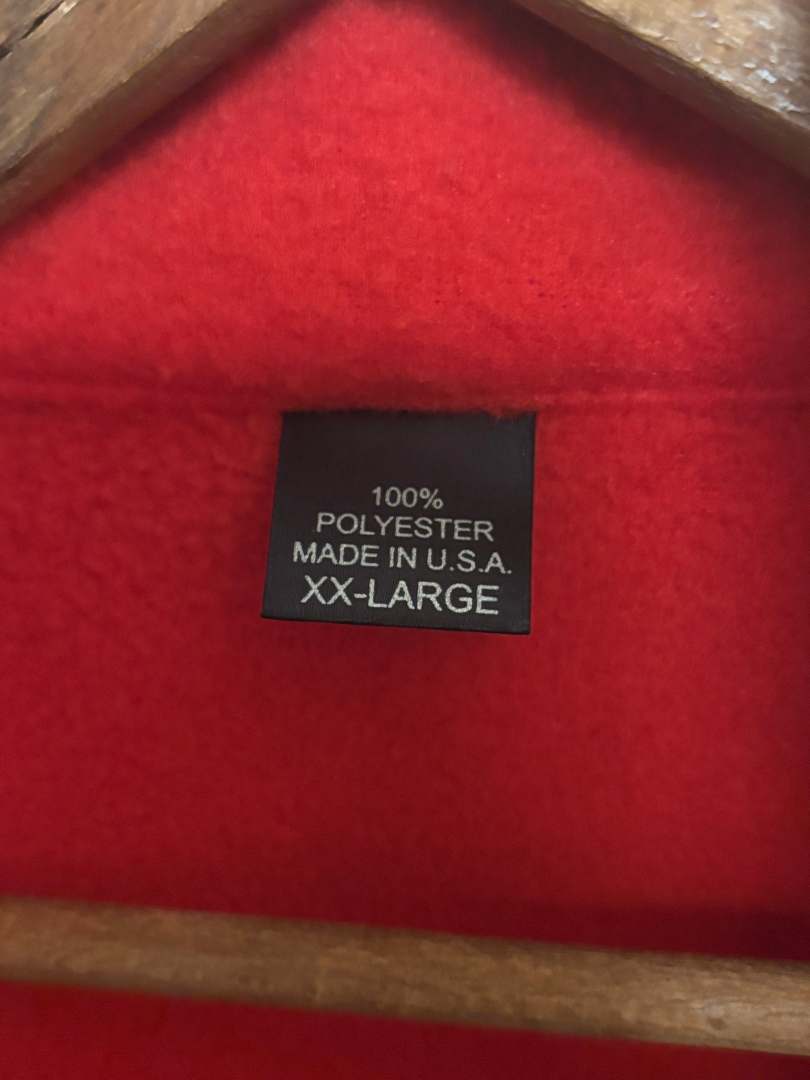 100%
POLYESTER
MADE IN U.S.A.
XX-LARGE